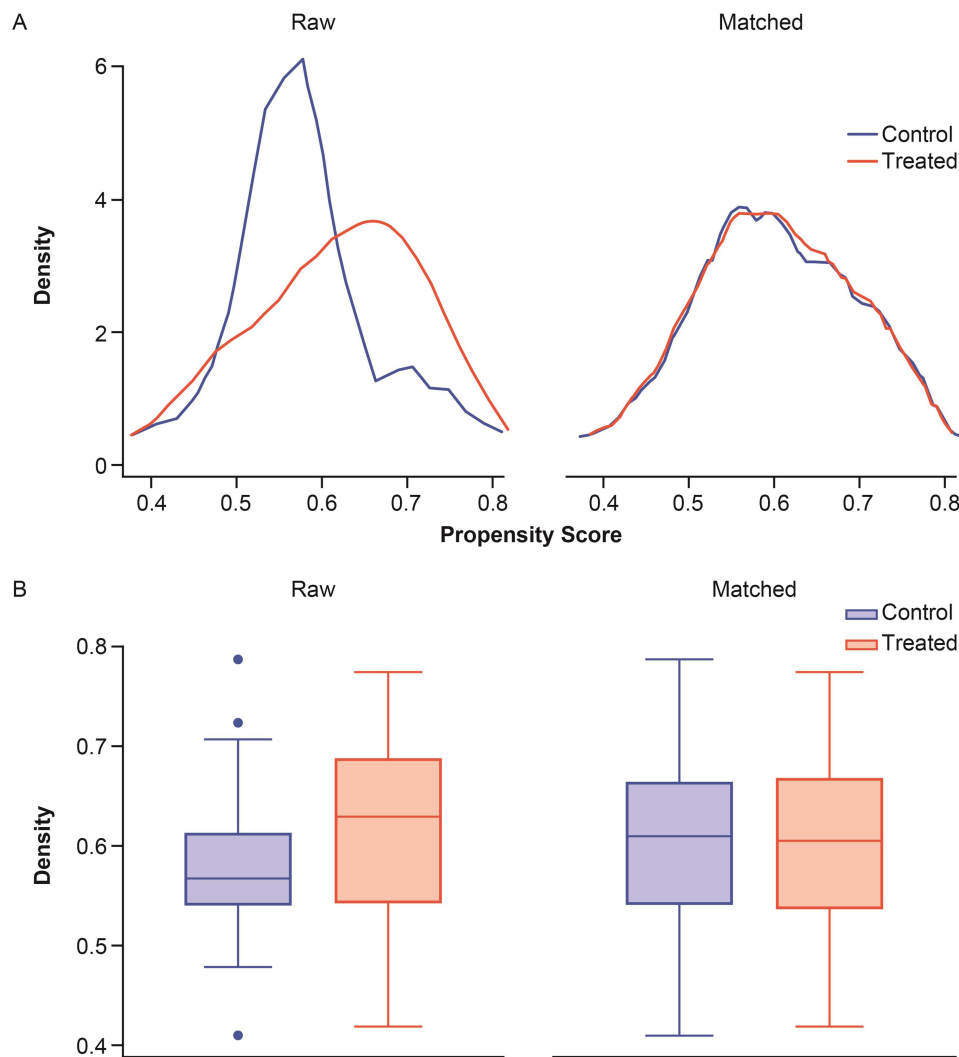 A
Raw
Matched
Control
Treated
Density
6
4
2
0
0.4 0.5 0.6 0.7 0.8
0.4 0.5 0.6 0.7 0.8
Propensity Score
B
Raw
Matched
Control
Treated
Density
0.8
0.7
0.6
0.5
0.4